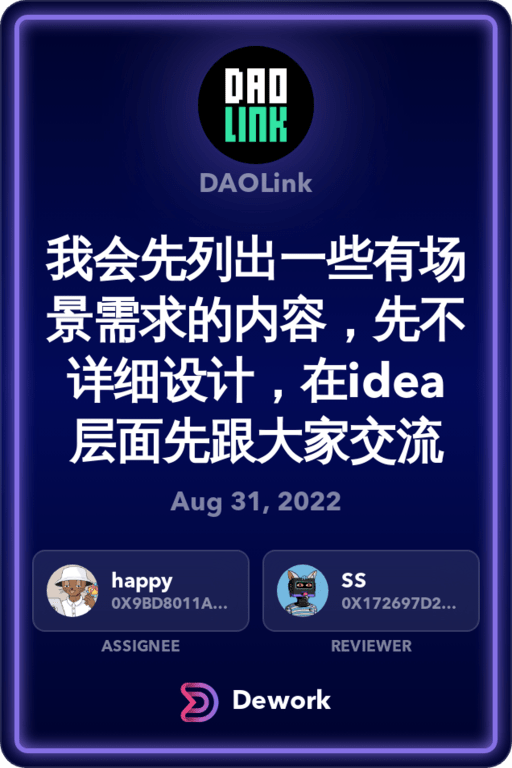 DAO
LINK
DAOLink
我会先列出一些有场
景需求的内容，先不
详细设计，在idea
层面先跟大家交流
Aug 31, 2022
happy
0X9BD8011A...
SS
0X172697D2...
ASSIGNEE
REVIEWER
Dework